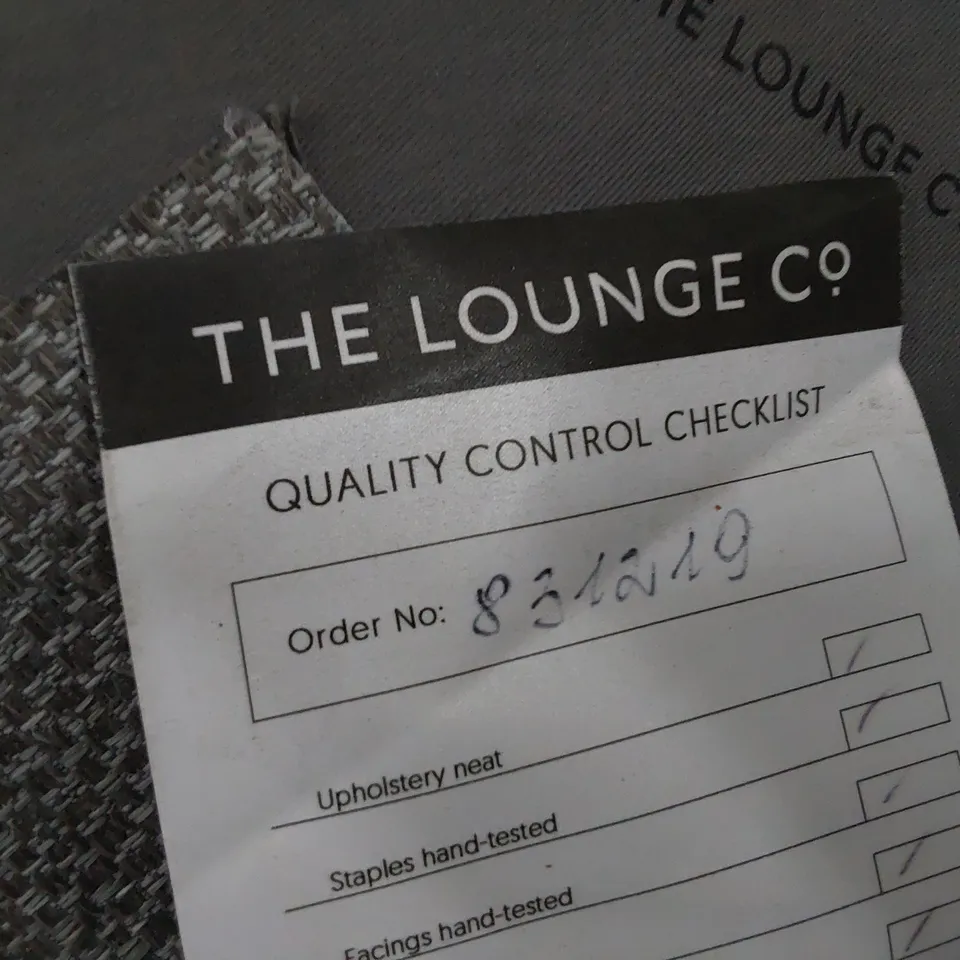 THE LOUNGE CO
THE LOUNGE Co
QUALITY CONTROL CHECKLIST
Order No: 831219
Upholstery neat
Staples hand-tested
Facings hand-tested